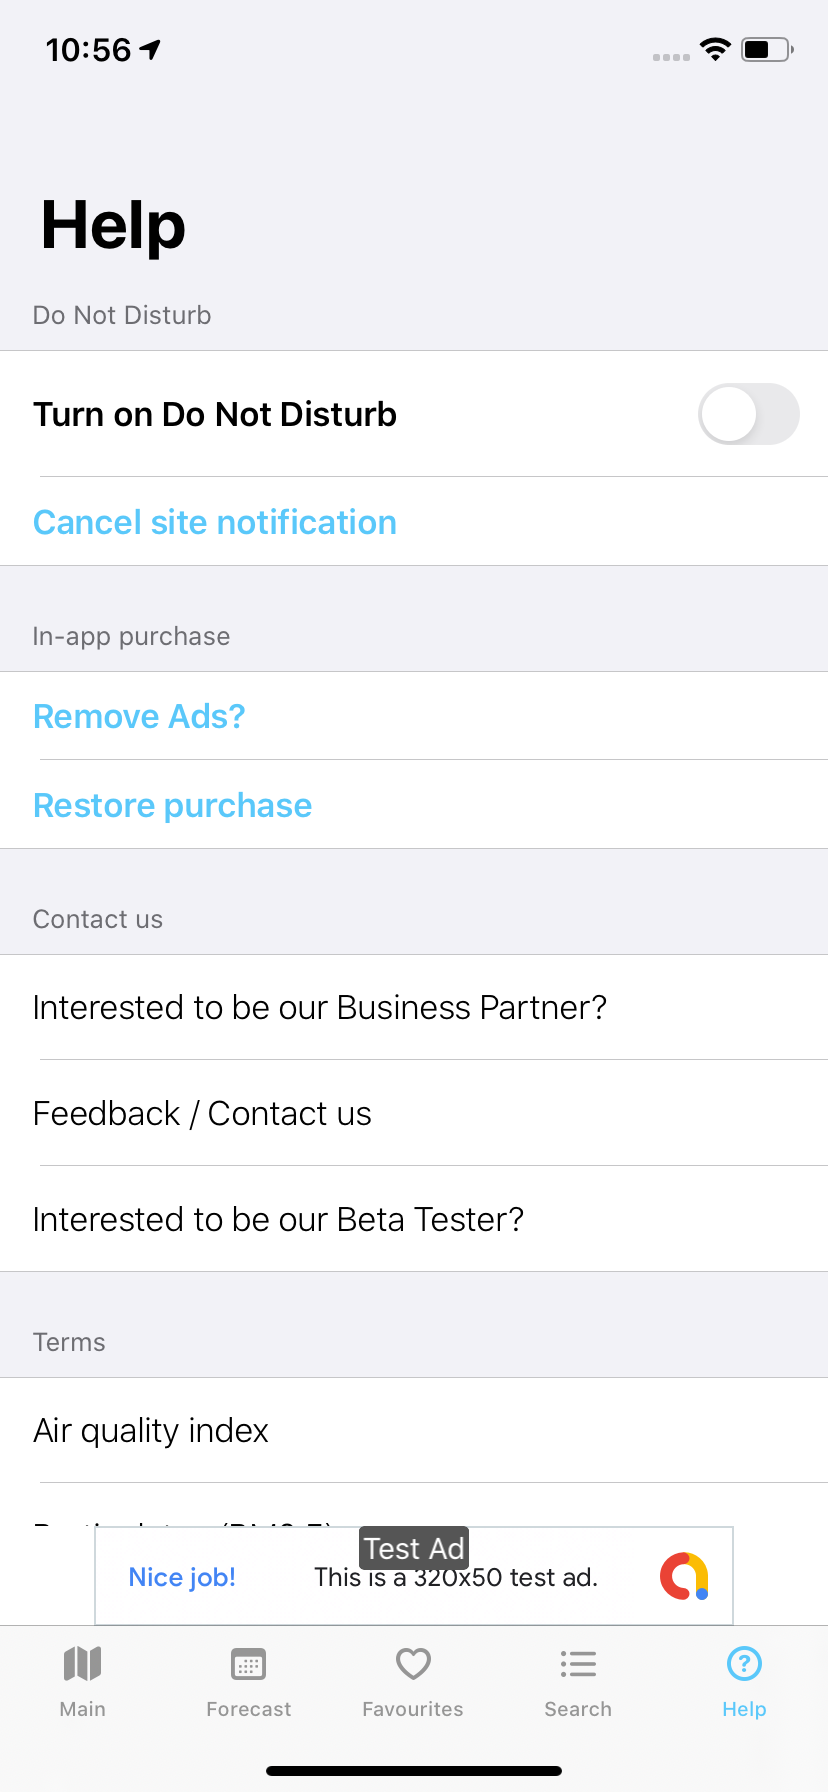 10:56
Help
Do Not Disturb
Turn on Do Not Disturb
Cancel site notification
In-app purchase
Remove Ads?
Restore purchase
Contact us
Interested to be our Business Partner?
Feedback / Contact us
Interested to be our Beta Tester?
Terms
Air quality index
Test Ad
Nice job! This is a 320x50 test ad.
Main Forecast Favourites Search Help